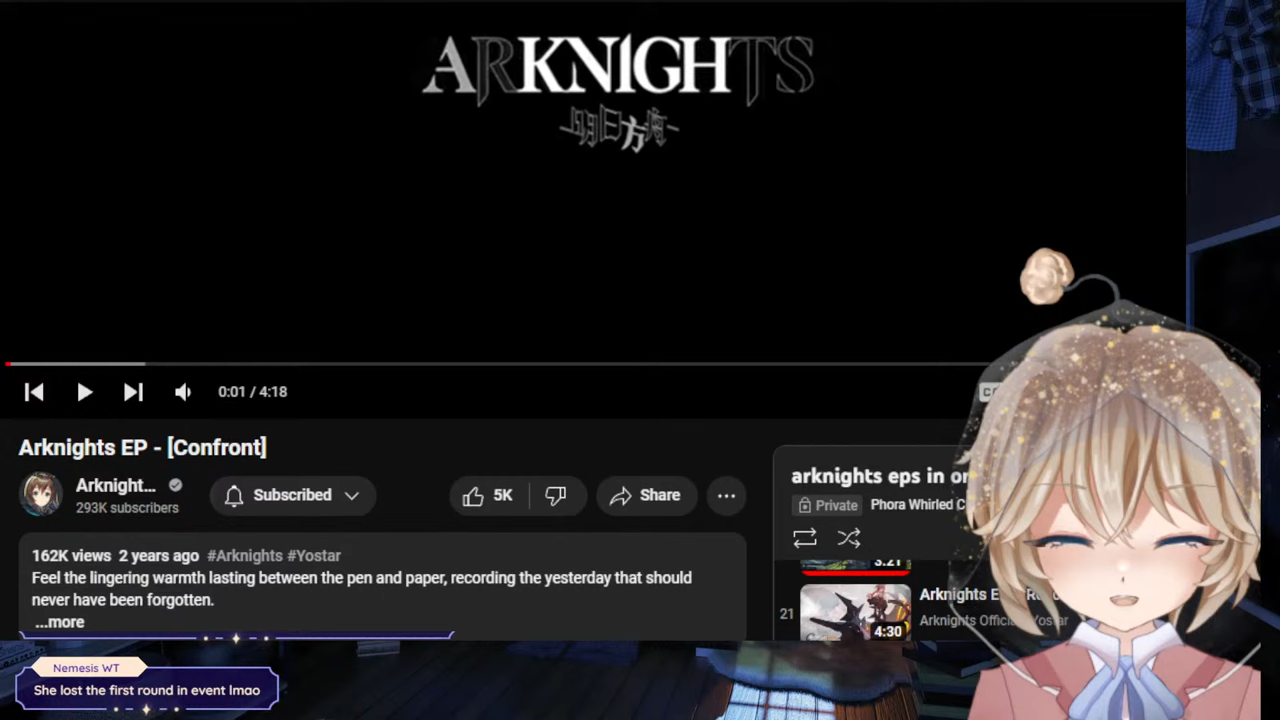 ARKNIGHTS
明日方舟
0:01 / 4:18
Arknights EP - [Confront]
Arknight...
293K subscribers
Subscribed
5K
Share
arknights eps in
Private
Phora Whirled
162K views 2 years ago #Arknights #Yostar
Feel the lingering warmth lasting between the pen and paper, recording the yesterday that should
never have been forgotten.
...more
3:21
21
4:30
Arknights
Arknights
Yostar
Nemesis WT
She lost the first round in event lmao